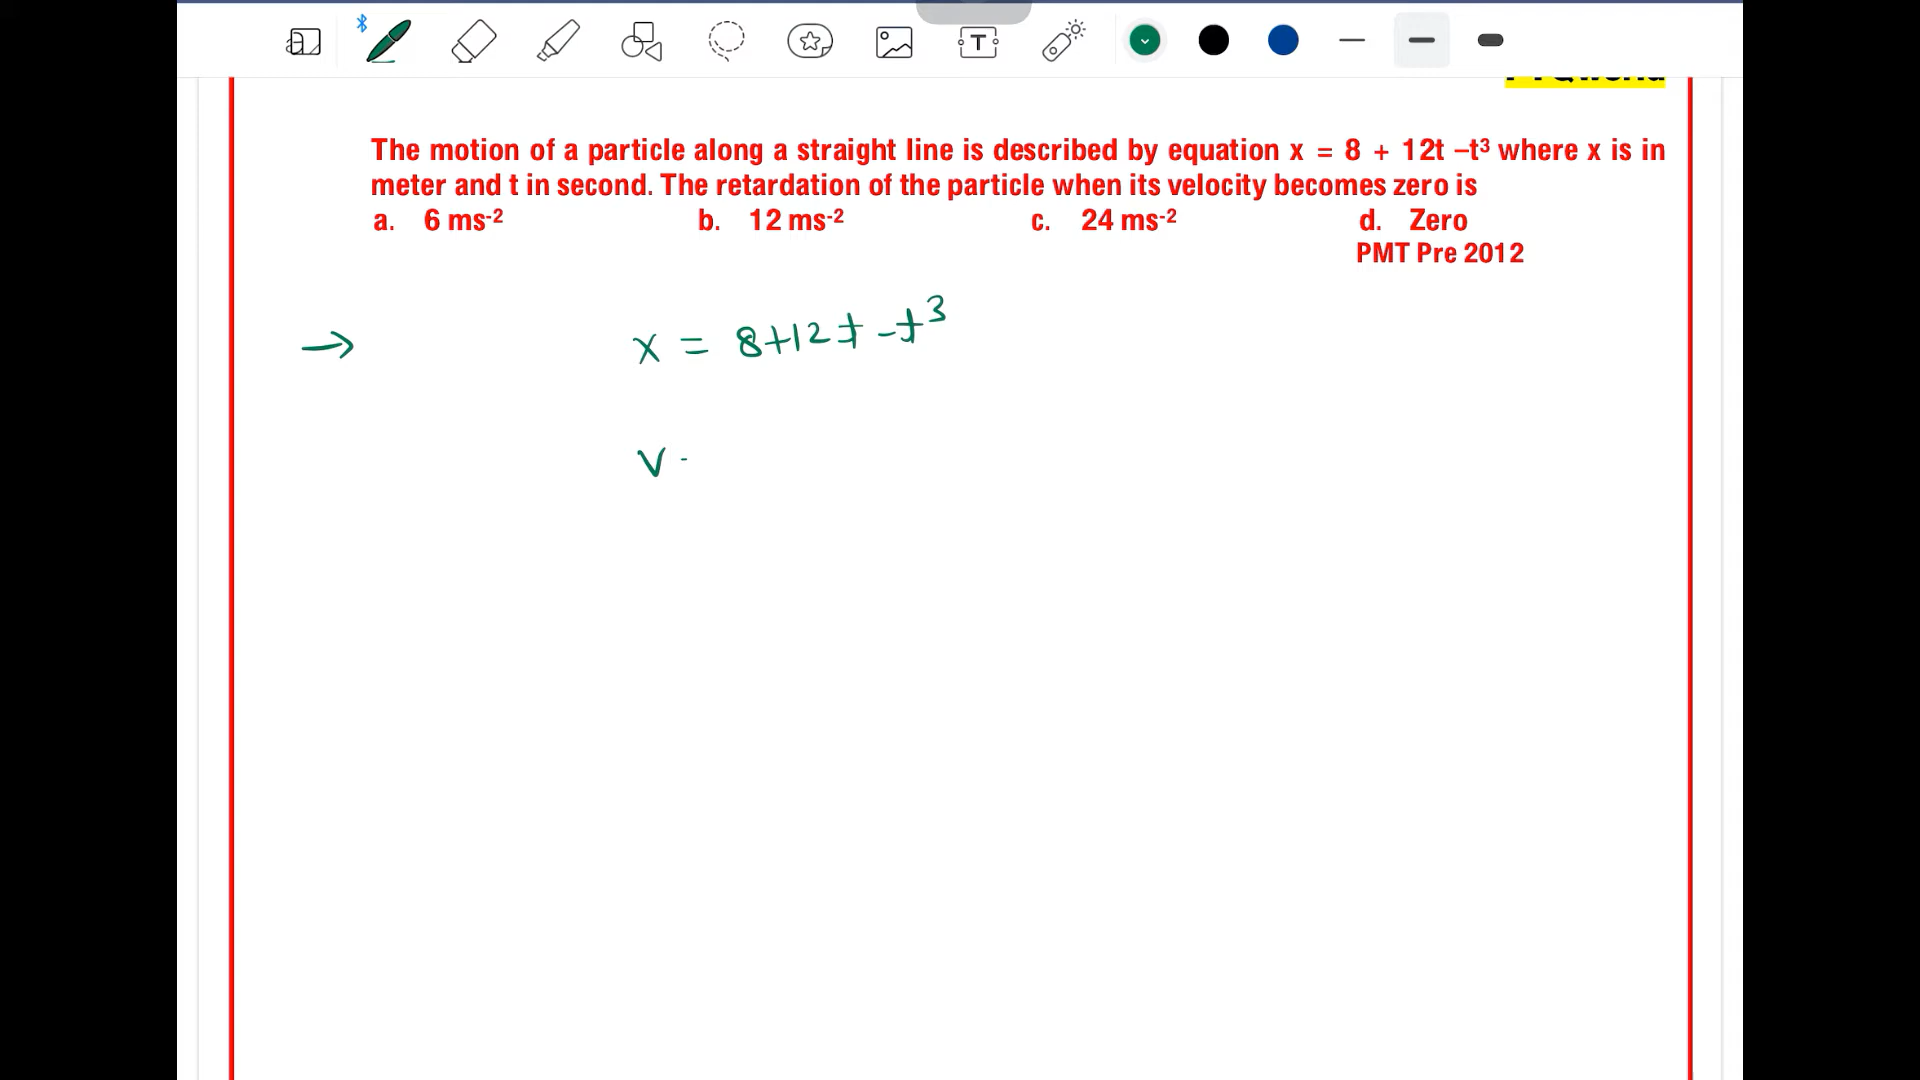 The motion of a particle along a straight line is described by equation x = 8 + 12t –t³ where x is in
meter and t in second. The retardation of the particle when its velocity becomes zero is
a. 6 ms⁻² b. 12 ms⁻² c. 24 ms⁻² d. Zero
PMT Pre 2012
→ x = 8+12t -t³
v -